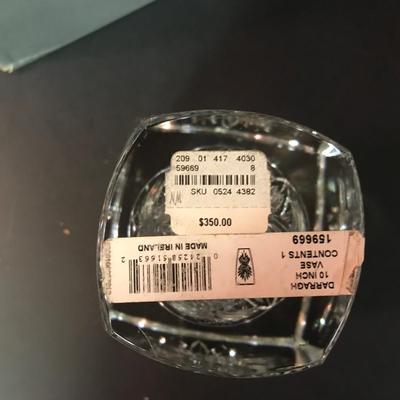 209 01 417 4030
59669 8
SKU 0524 4382
$350.00
DARRAGH
10 INCH
VASE
CONTENTS 1
159669
MADE IN IRELAND
0 24258 51663 2